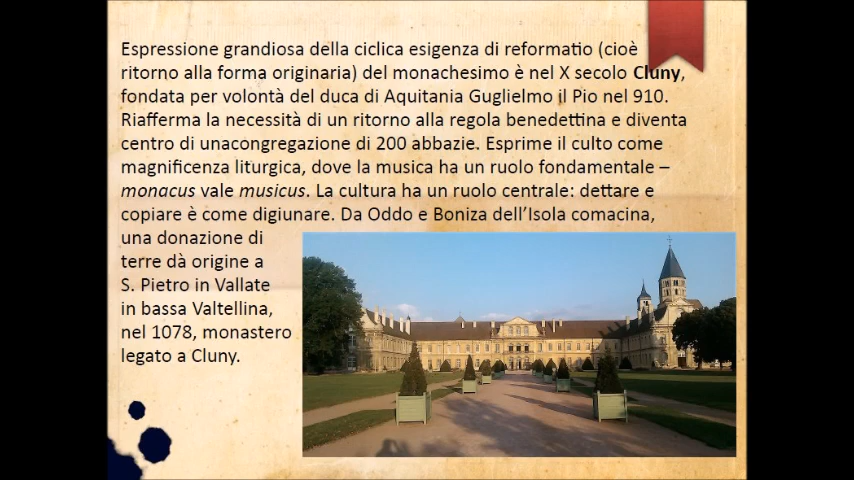 Espressione grandiosa della ciclica esigenza di reformatio (cioè
ritorno alla forma originaria) del monachesimo è nel X secolo Cluny,
fondata per volontà del duca di Aquitania Guglielmo il Pio nel 910.
Riafferma la necessità di un ritorno alla regola benedettina e diventa
centro di unacongregazione di 200 abbazie. Esprime il culto come
magnificenza liturgica, dove la musica ha un ruolo fondamentale –
monacus vale musicus. La cultura ha un ruolo centrale: dettare e
copiare è come digiunare. Da Oddo e Boniza dell’Isola comacina,
una donazione di
terre dà origine a
S. Pietro in Vallate
in bassa Valtellina,
nel 1078, monastero
legato a Cluny.